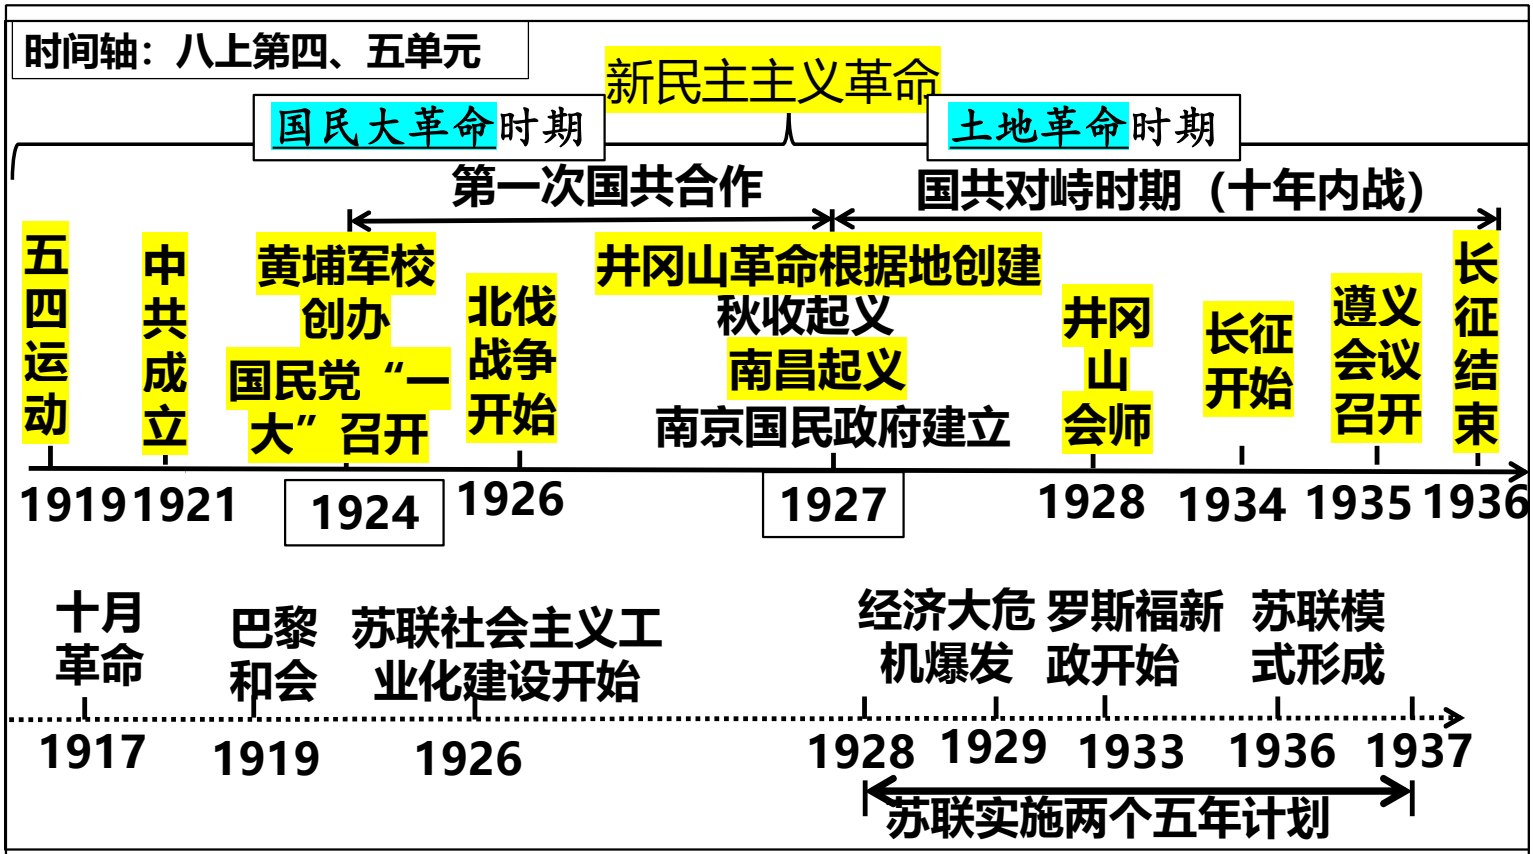 时间轴：八上第四、五单元
新民主主义革命
国民大革命时期
土地革命时期
第一次国共合作
国共对峙时期（十年内战）
五四运动
中共成立
黄埔军校
创办
国民党“一
大”召开
北伐
战争
开始
井冈山革命根据地创建
秋收起义
南昌起义
南京国民政府建立
井冈
山
会师
长征
开始
遵义
会议
召开
长征结束
1919
1921
1924
1926
1927
1928
1934
1935
1936
十月
革命
巴黎
和会
苏联社会主义工
业化建设开始
经济大危
机爆发
罗斯福新
政开始
苏联模
式形成
1917
1919
1926
1928
1929
1933
1936
1937
苏联实施两个五年计划